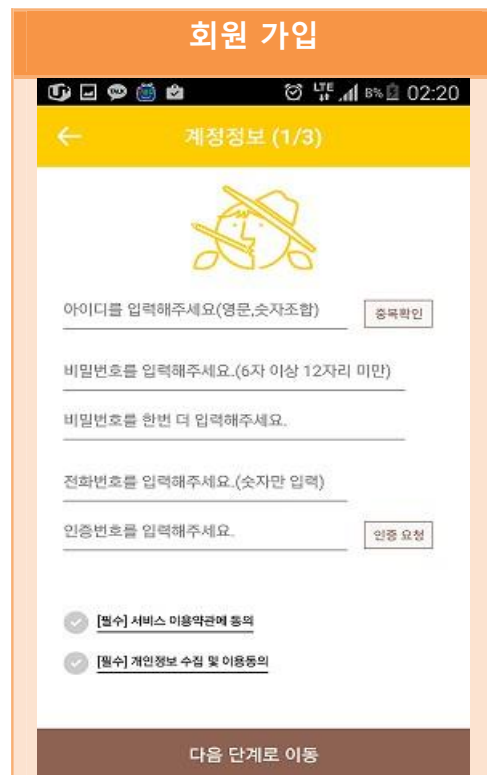 회원 가입
LTE 8% 02:20
계정정보 (1/3)
아이디를 입력해주세요(영문,숫자조합)
중복확인
비밀번호를 입력해주세요.(6자 이상 12자리 미만)
비밀번호를 한번 더 입력해주세요.
전화번호를 입력해주세요.(숫자만 입력)
인증번호를 입력해주세요.
인증 요청
[필수] 서비스 이용약관에 동의
[필수] 개인정보 수집 및 이용동의
다음 단계로 이동